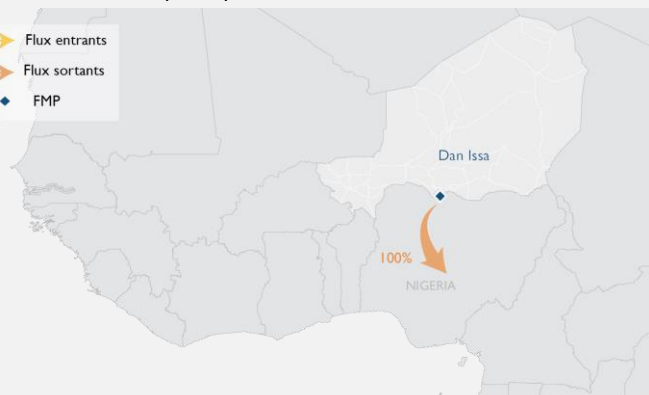 Flux entrants
Flux sortants
FMP
Dan Issa
100%
NIGERIA